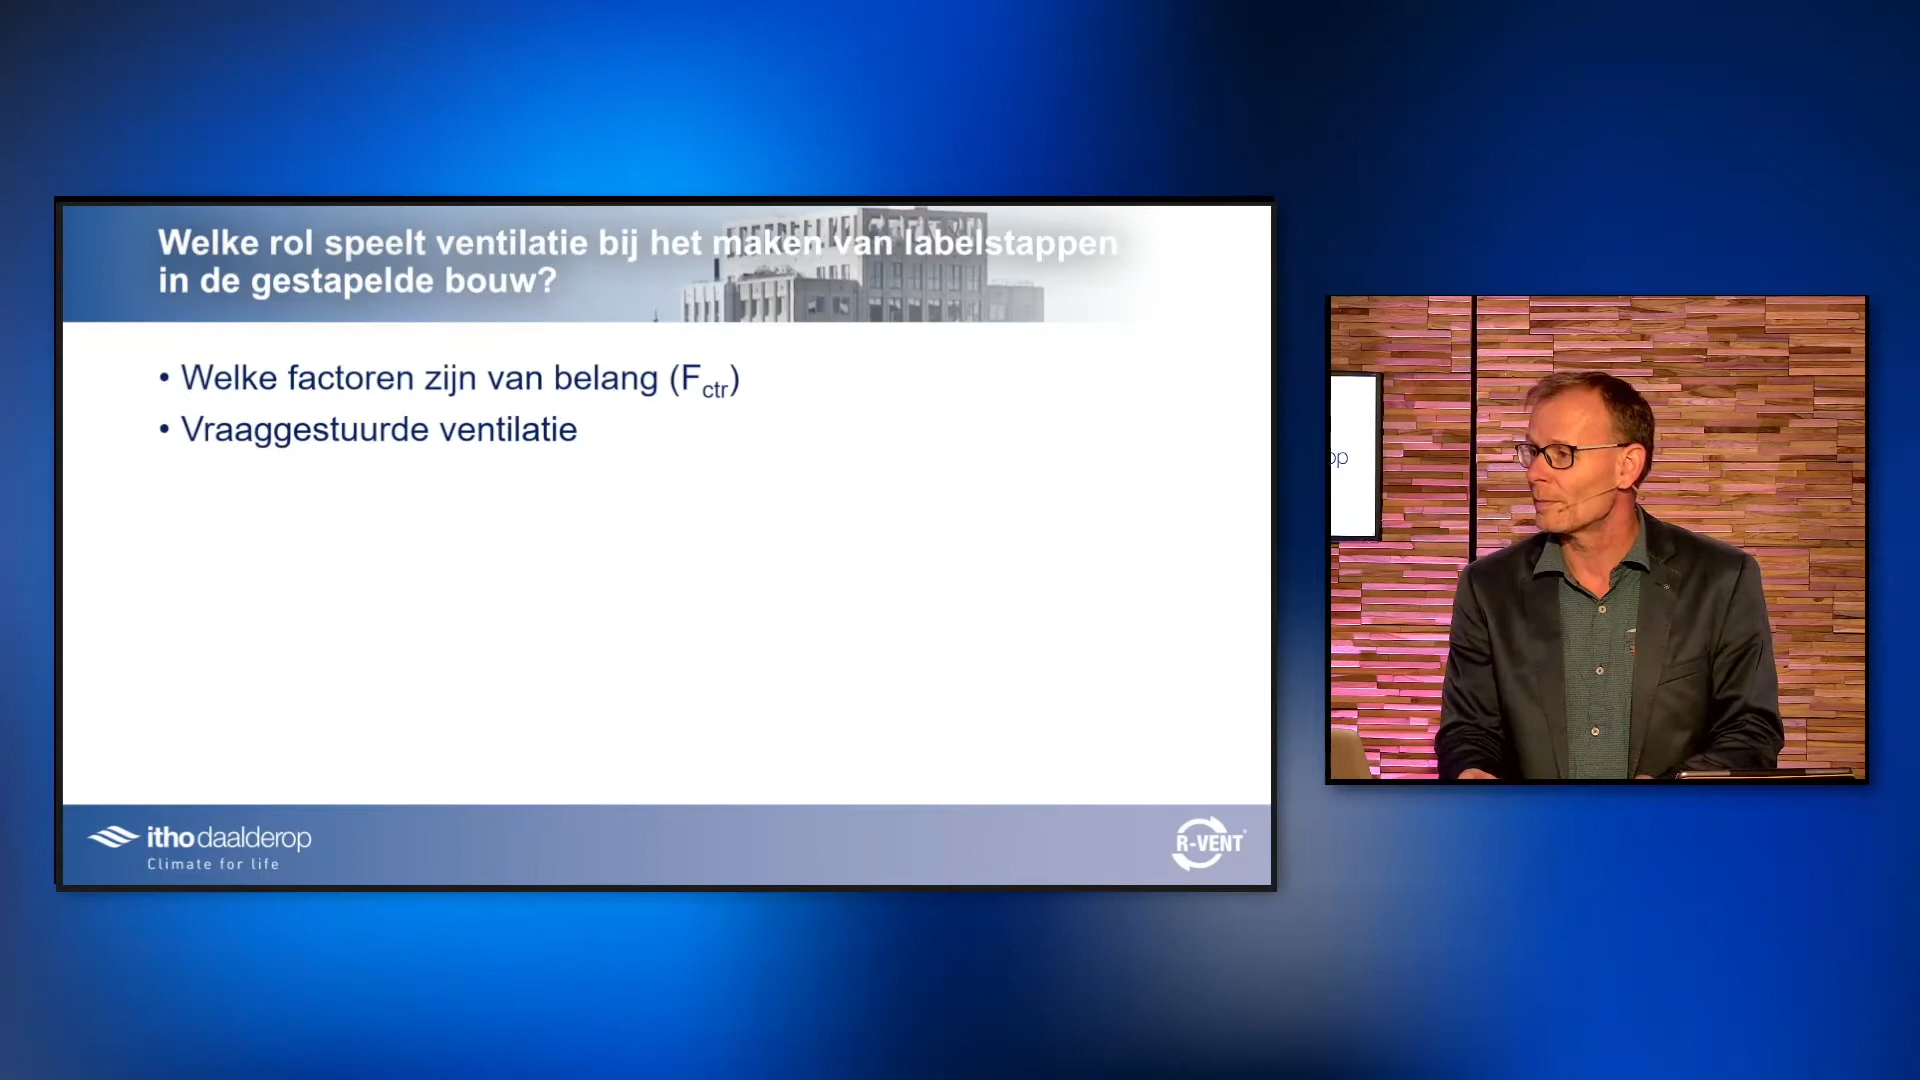 Welke rol speelt ventilatie bij het maken van labelstappen
in de gestapelde bouw?
• Welke factoren zijn van belang (Fctr)
• Vraaggestuurde ventilatie
ithodaalderop
Climate for life
R-VENT
op